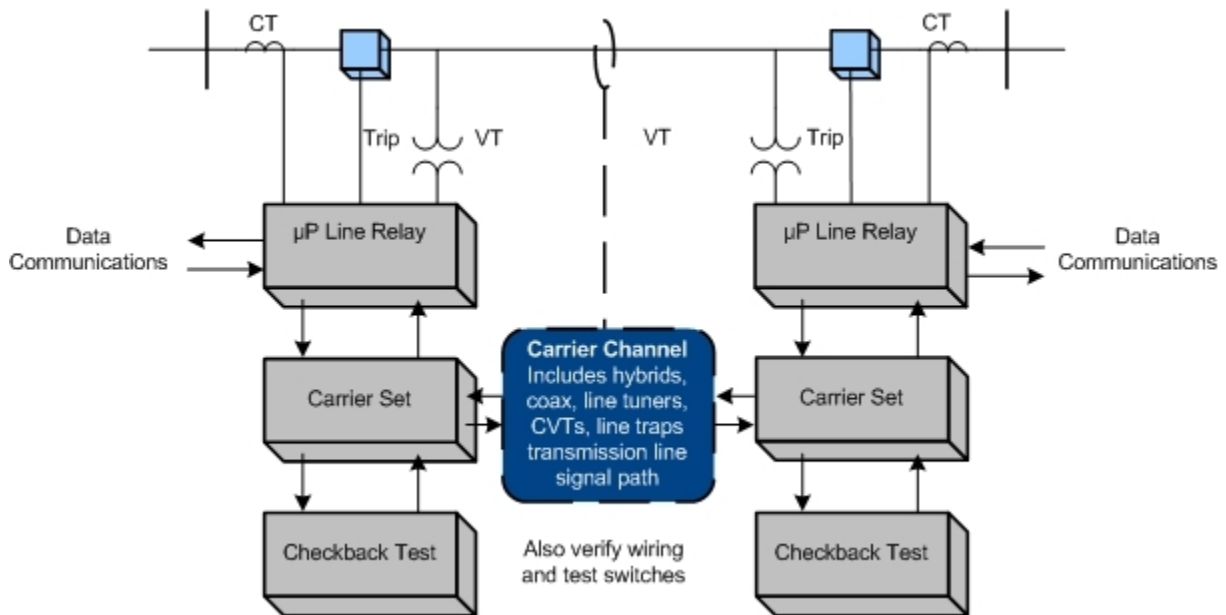 CT
CT
Trip
VT
VT
Trip
µP Line Relay
µP Line Relay
Data
Communications
Data
Communications
Carrier Channel
Includes hybrids,
coax, line tuners,
CVTs, line traps
transmission line
signal path
Carrier Set
Carrier Set
Checkback Test
Also verify wiring
and test switches
Checkback Test